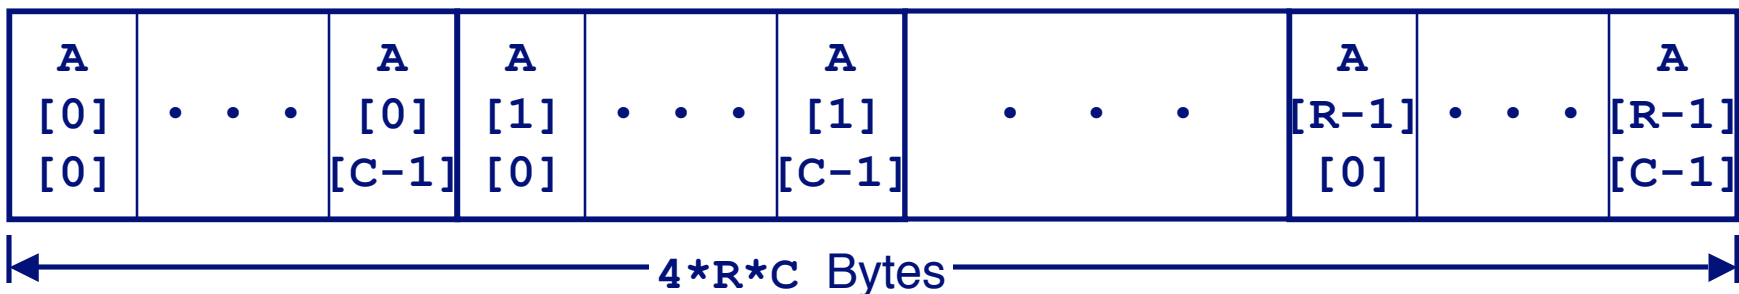 A • • • A A • • • A • • • A • • • A
[0] [0] [1] [1] [R-1] [R-1]
[0] [C-1] [0] [C-1] [0] [C-1]
4*R*C Bytes